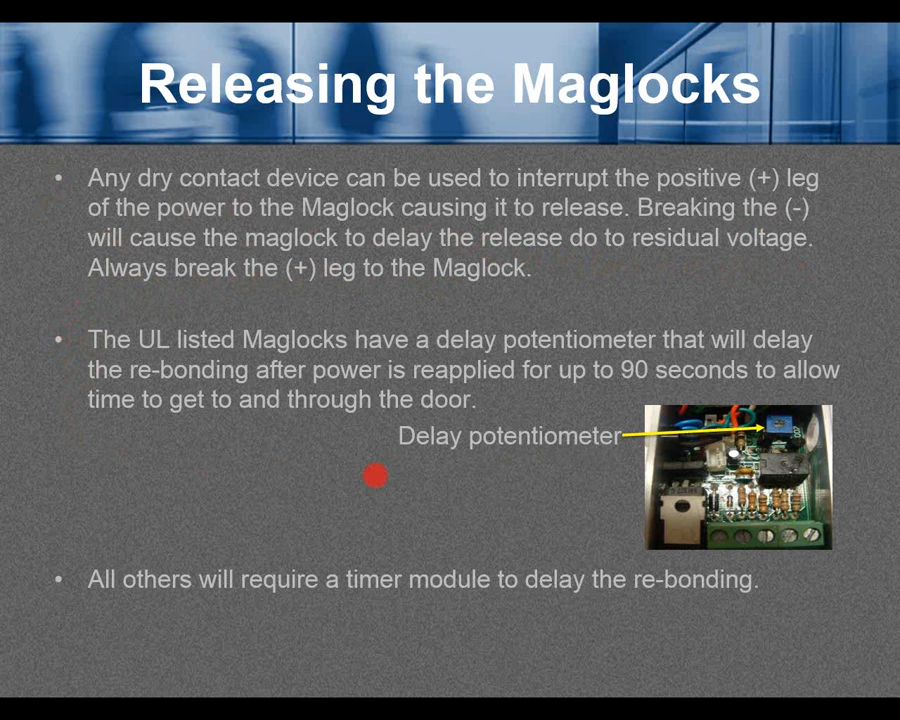 Releasing the Maglocks
• Any dry contact device can be used to interrupt the positive (+) leg
of the power to the Maglock causing it to release. Breaking the (-)
will cause the maglock to delay the release do to residual voltage.
Always break the (+) leg to the Maglock.
• The UL listed Maglocks have a delay potentiometer that will delay
the re-bonding after power is reapplied for up to 90 seconds to allow
time to get to and through the door.
Delay potentiometer
• All others will require a timer module to delay the re-bonding.